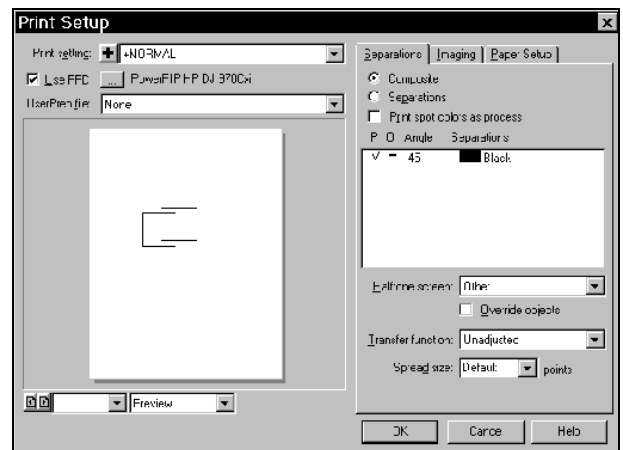 Print Setup
Print setting: +NORMAL
Use PPD ... PowerRIP HP DJ 870Cxi
UserPrep file: None
Preview
Separations Imaging Paper Setup
Composite
Separations
Print spot colors as process
P O Angle Separations
45 Black
Halftone screen: Other
Override objects
Transfer function: Unadjusted
Spread size: Default points
OK Cancel Help